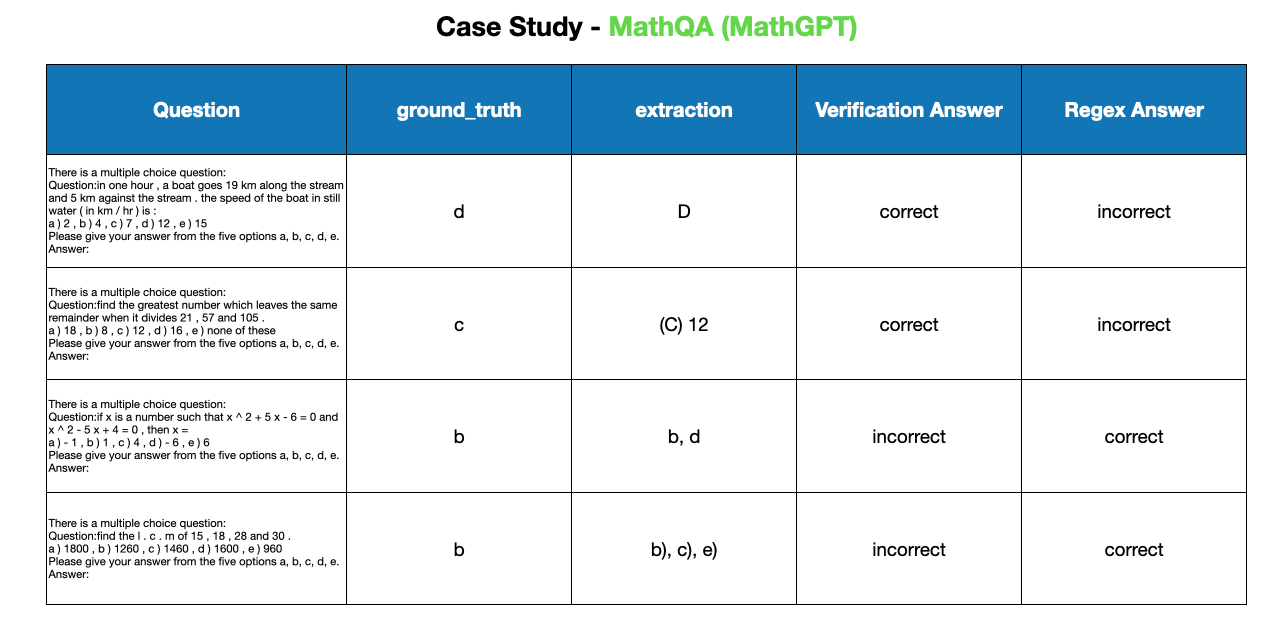 Case Study - MathQA (MathGPT)
Question ground_truth extraction Verification Answer Regex Answer
There is a multiple choice question:
Question:in one hour , a boat goes 19 km along the stream
and 5 km against the stream . the speed of the boat in still
water ( in km / hr ) is :
a ) 2 , b ) 4 , c ) 7 , d ) 12 , e ) 15
Please give your answer from the five options a, b, c, d, e.
Answer:
d D correct incorrect
There is a multiple choice question:
Question:find the greatest number which leaves the same
remainder when it divides 21 , 57 and 105 .
a ) 18 , b ) 8 , c ) 12 , d ) 16 , e ) none of these
Please give your answer from the five options a, b, c, d, e.
Answer:
c (C) 12 correct incorrect
There is a multiple choice question:
Question:if x is a number such that x ^ 2 + 5 x - 6 = 0 and
x ^ 2 - 5 x + 4 = 0 , then x =
a ) - 1 , b ) 1 , c ) 4 , d ) - 6 , e ) 6
Please give your answer from the five options a, b, c, d, e.
Answer:
b b, d incorrect correct
There is a multiple choice question:
Question:find the l . c . m of 15 , 18 , 28 and 30 .
a ) 1800 , b ) 1260 , c ) 1460 , d ) 1600 , e ) 960
Please give your answer from the five options a, b, c, d, e.
Answer:
b b), c), e) incorrect correct